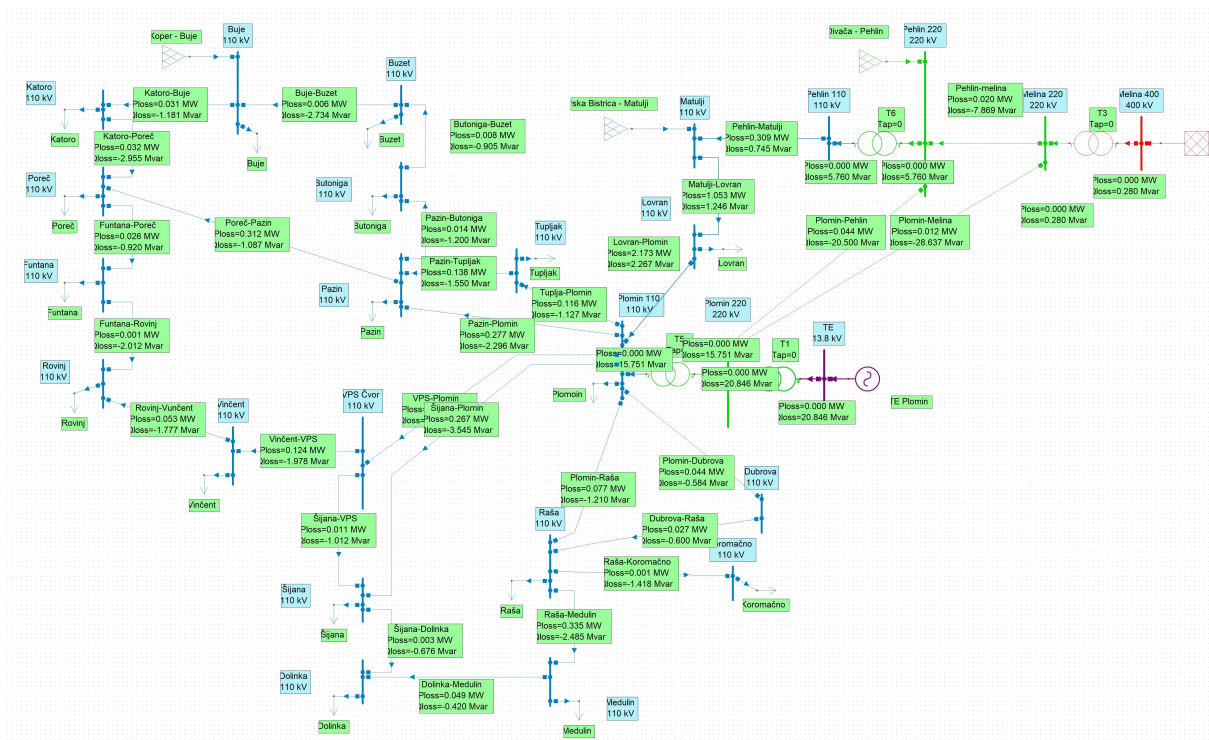 Koper - Buje
Buje
110 kV
Divača - Pehlin
Pehlin 220
220 kV
Katoro
110 kV
Katoro-Buje
Ploss=0.031 MW
Qloss=-1.181 Mvar
Buje-Buzet
Ploss=0.006 MW
Qloss=-2.734 Mvar
Buzet
110 kV
rska Bistrica - Matulji
Matulji
110 kV
Pehlin 110
110 kV
T6
Tap=0
Pehlin-melina
Ploss=0.020 MW
Qloss=-7.869 Mvar
Melina 220
220 kV
T3
Tap=0
Melina 400
400 kV
Katoro
Katoro-Poreč
Ploss=0.032 MW
Qloss=-2.955 Mvar
Buje
Buzet
Butoniga-Buzet
Ploss=0.008 MW
Qloss=-0.905 Mvar
Pehlin-Matulji
Ploss=0.309 MW
Qloss=0.745 Mvar
Ploss=0.000 MW
Qloss=5.760 Mvar
Ploss=0.000 MW
Qloss=5.760 Mvar
Ploss=0.000 MW
Qloss=0.280 Mvar
Ploss=0.000 MW
Qloss=0.280 Mvar
Poreč
110 kV
Butoniga
110 kV
Matulji-Lovran
Ploss=1.053 MW
Qloss=1.246 Mvar
Lovran
110 kV
Poreč
Funtana-Poreč
Ploss=0.026 MW
Qloss=-0.920 Mvar
Poreč-Pazin
Ploss=0.312 MW
Qloss=-1.087 Mvar
Butoniga
Pazin-Butoniga
Ploss=0.014 MW
Qloss=-1.200 Mvar
Tupljak
110 kV
Lovran-Plomin
Ploss=2.173 MW
Qloss=2.267 Mvar
Lovran
Plomin-Pehlin
Ploss=0.044 MW
Qloss=-20.500 Mvar
Plomin-Melina
Ploss=0.012 MW
Qloss=-28.637 Mvar
Funtana
110 kV
Pazin-Tupljak
Ploss=0.138 MW
Qloss=-1.550 Mvar
Tupljak
Pazin
110 kV
Tuplja-Plomin
Ploss=0.116 MW
Qloss=-1.127 Mvar
Plomin 110
110 kV
Plomin 220
220 kV
Funtana
Funtana-Rovinj
Ploss=0.001 MW
Qloss=-2.012 Mvar
Pazin
Pazin-Plomin
Ploss=0.277 MW
Qloss=-2.296 Mvar
T5
Tap
Ploss=0.000 MW
Qloss=15.751 Mvar
Ploss=0.000 MW
Qloss=15.751 Mvar
T1
Tap=0
TE
13.8 kV
Rovinj
110 kV
Ploss=0.000 MW
Qloss=20.846 Mvar
Plomoin
TE Plomin
Ploss=0.000 MW
Qloss=20.846 Mvar
Rovinj
Rovinj-Vunčent
Ploss=0.053 MW
Qloss=-1.777 Mvar
Vinčent
110 kV
VPS Čvor
110 kV
VPS-Plomin
Šijana-Plomin
Ploss=0.267 MW
Qloss=-3.545 Mvar
Vinčent-VPS
Ploss=0.124 MW
Qloss=-1.978 Mvar
Plomin-Dubrova
Ploss=0.044 MW
Qloss=-0.584 Mvar
Dubrova
110 kV
Vinčent
Plomin-Raša
Ploss=0.077 MW
Qloss=-1.210 Mvar
Šijana-VPS
Ploss=0.011 MW
Qloss=-1.012 Mvar
Raša
110 kV
Dubrova-Raša
Ploss=0.027 MW
Qloss=-0.600 Mvar
oromačno
110 kV
Raša-Koromačno
Ploss=0.001 MW
Qloss=-1.418 Mvar
Šijana
110 kV
Raša
Koromačno
Šijana
Šijana-Dolinka
Ploss=0.003 MW
Qloss=-0.676 Mvar
Raša-Medulin
Ploss=0.335 MW
Qloss=-2.485 Mvar
Dolinka
110 kV
Dolinka-Medulin
Ploss=0.049 MW
Qloss=-0.420 Mvar
Medulin
110 kV
Dolinka
Medulin